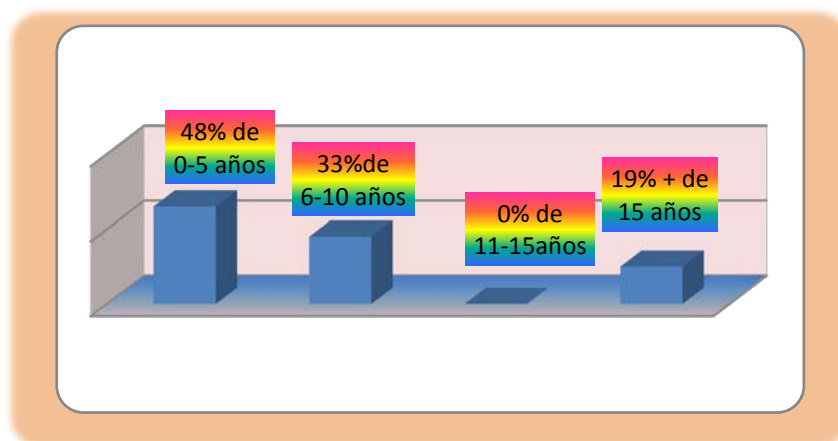 48% de
0-5 años
33%de
6-10 años
0% de
11-15años
19% + de
15 años